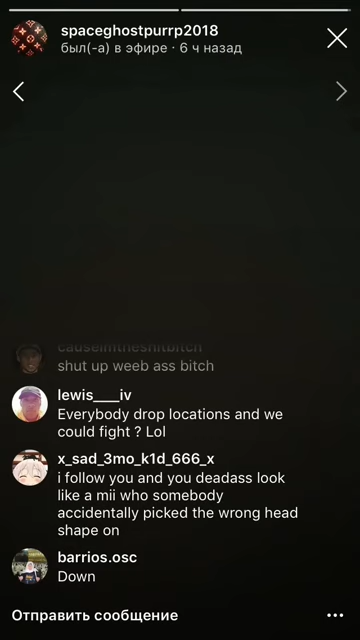 spaceghostpurrp2018
был(-а) в эфире · 6 ч назад
causeimtheshitbitch
shut up weeb ass bitch
lewis____iv
Everybody drop locations and we
could fight ? Lol
x_sad_3mo_k1d_666_x
i follow you and you deadass look
like a mii who somebody
accidentally picked the wrong head
shape on
barrios.osc
Down
Отправить сообщение